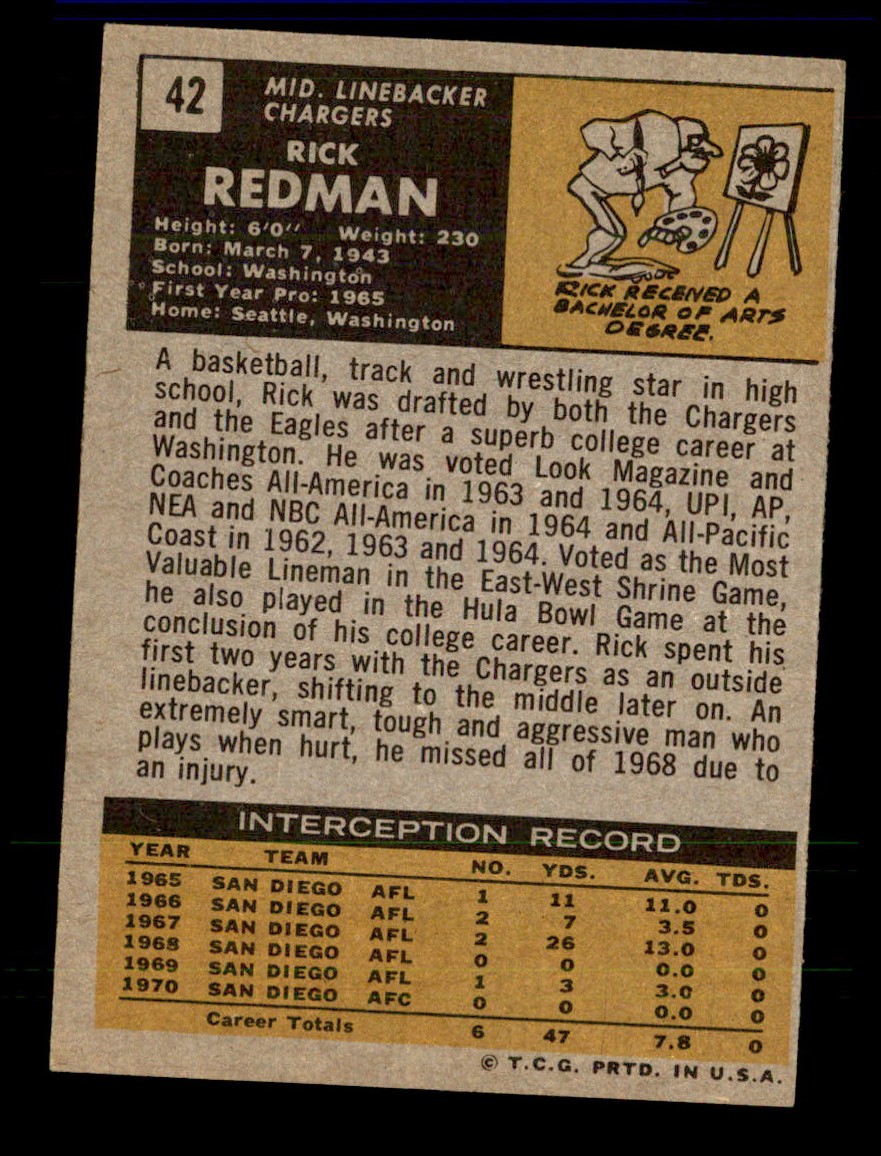 42
MID. LINEBACKER
CHARGERS
RICK
REDMAN
Height: 6'0" Weight: 230
Born: March 7, 1943
School: Washington
First Year Pro: 1965
Home: Seattle, Washington
RICK RECEIVED A
BACHELOR OF ARTS
DEGREE.
A basketball, track and wrestling star in high
school, Rick was drafted by both the Chargers
and the Eagles after a superb college career at
Washington. He was voted Look Magazine and
Coaches All-America in 1963 and 1964, UPI, AP,
NEA and NBC All-America in 1964 and All-Pacific
Coast in 1962, 1963 and 1964. Voted as the Most
Valuable Lineman in the East-West Shrine Game,
he also played in the Hula Bowl Game at the
conclusion of his college career. Rick spent his
first two years with the Chargers as an outside
linebacker, shifting to the middle later on. An
extremely smart, tough and aggressive man who
plays when hurt, he missed all of 1968 due to
an injury.
INTERCEPTION RECORD
YEAR TEAM NO. YDS. AVG. TDS.
1965 SAN DIEGO AFL 1 11 11.0 0
1966 SAN DIEGO AFL 2 7 3.5 0
1967 SAN DIEGO AFL 2 26 13.0 0
1968 SAN DIEGO AFL 0 0 0.0 0
1969 SAN DIEGO AFL 1 3 3.0 0
1970 SAN DIEGO AFC 0 0 0.0 0
Career Totals 6 47 7.8 0
© T.C.G. PRTD. IN U.S.A.